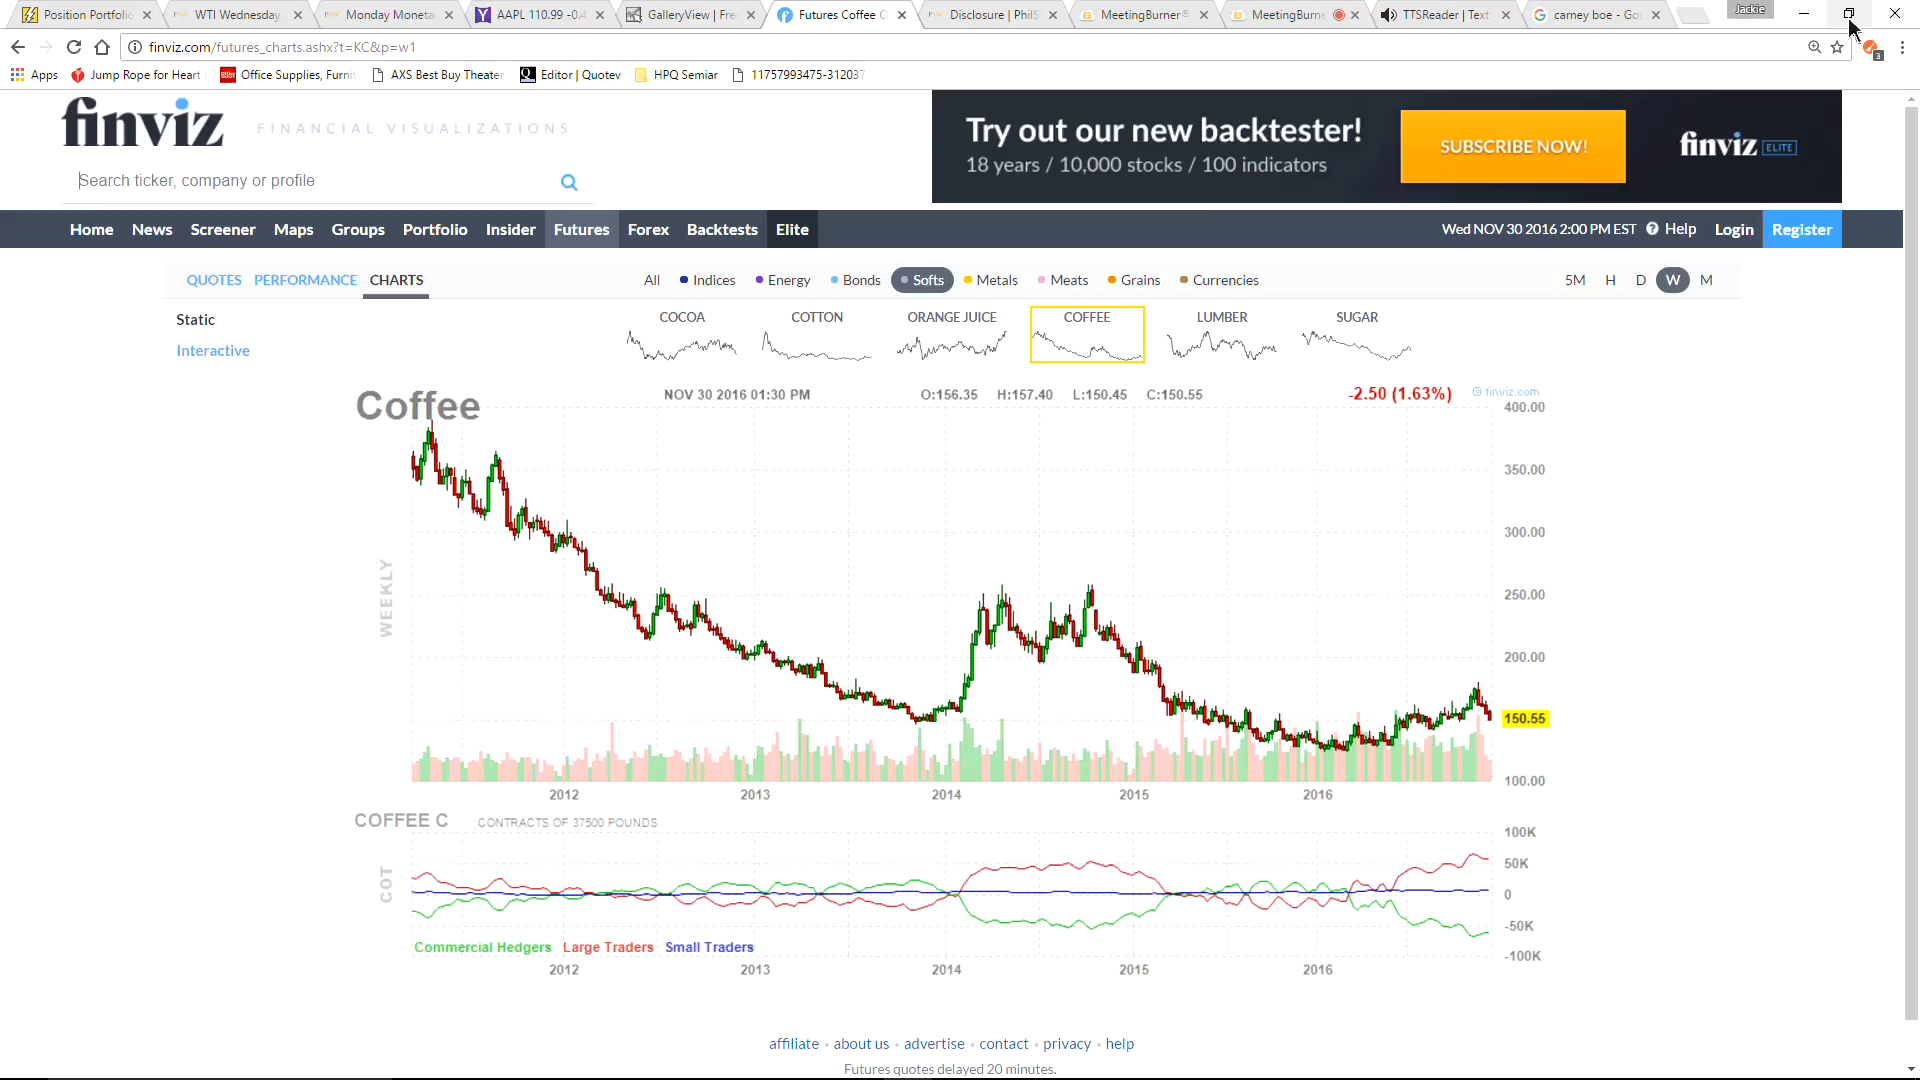 Position Portfolio
WTI Wednesday
Monday Moneta
AAPL 110.99 -0.4
GalleryView | Fre
Futures Coffee C
Disclosure | PhilS
MeetingBurner®
MeetingBurne
TTSReader | Text
carney boe - Goo
Jackie
finviz.com/futures_charts.ashx?t=KC&p=w1
3
Apps
Jump Rope for Heart
Office Supplies, Furni
AXS Best Buy Theater
Editor | Quotev
HPQ Semiar
11757993475-312037
finviz
FINANCIAL VISUALIZATIONS
Try out our new backtester!
18 years / 10,000 stocks / 100 indicators
SUBSCRIBE NOW!
finviz ELITE
Search ticker, company or profile
Home News Screener Maps Groups Portfolio Insider Futures Forex Backtests Elite
Wed NOV 30 2016 2:00 PM EST
Help
Login
Register
QUOTES PERFORMANCE CHARTS
All Indices Energy Bonds Softs Metals Meats Grains Currencies
5M H D W M
Static
Interactive
COCOA
COTTON
ORANGE JUICE
COFFEE
LUMBER
SUGAR
Coffee
NOV 30 2016 01:30 PM
O:156.35 H:157.40 L:150.45 C:150.55
-2.50 (1.63%)
© finviz.com
400.00
350.00
300.00
250.00
200.00
150.55
100.00
WEEKLY
2012 2013 2014 2015 2016
COFFEE C
CONTRACTS OF 37500 POUNDS
100K
50K
0
-50K
-100K
COT
Commercial Hedgers Large Traders Small Traders
2012 2013 2014 2015 2016
affiliate • about us • advertise • contact • privacy • help
Futures quotes delayed 20 minutes.